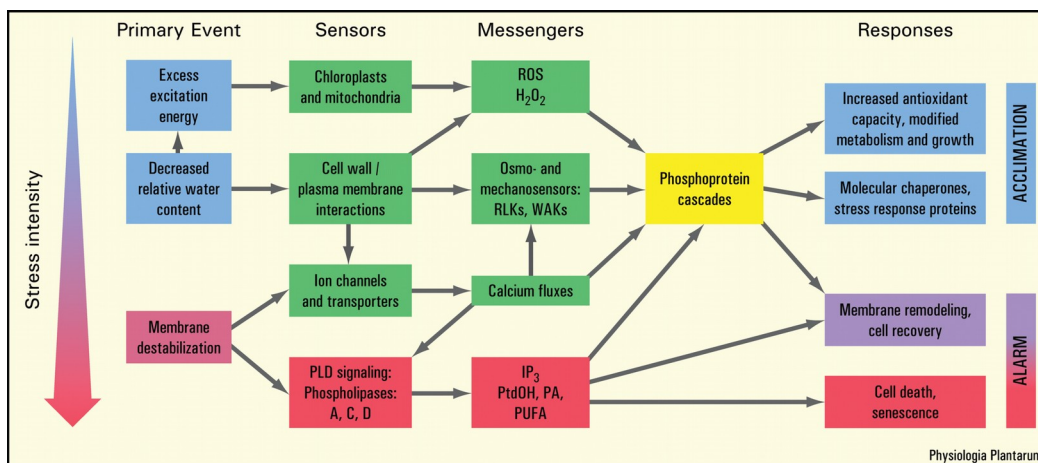 Primary Event
Sensors
Messengers
Responses
Stress intensity
Excess
excitation
energy
Chloroplasts
and mitochondria
ROS
H₂O₂
Increased antioxidant
capacity, modified
metabolism and growth
Decreased
relative water
content
Cell wall /
plasma membrane
interactions
Osmo- and
mechanosensors:
RLKs, WAKs
Phosphoprotein
cascades
Molecular chaperones,
stress response proteins
ACCLIMATION
Ion channels
and transporters
Calcium fluxes
Membrane
destabilization
Membrane remodeling,
cell recovery
PLD signaling:
Phospholipases:
A, C, D
IP₃
PtdOH, PA,
PUFA
Cell death,
senescence
ALARM
Physiologia Plantarum